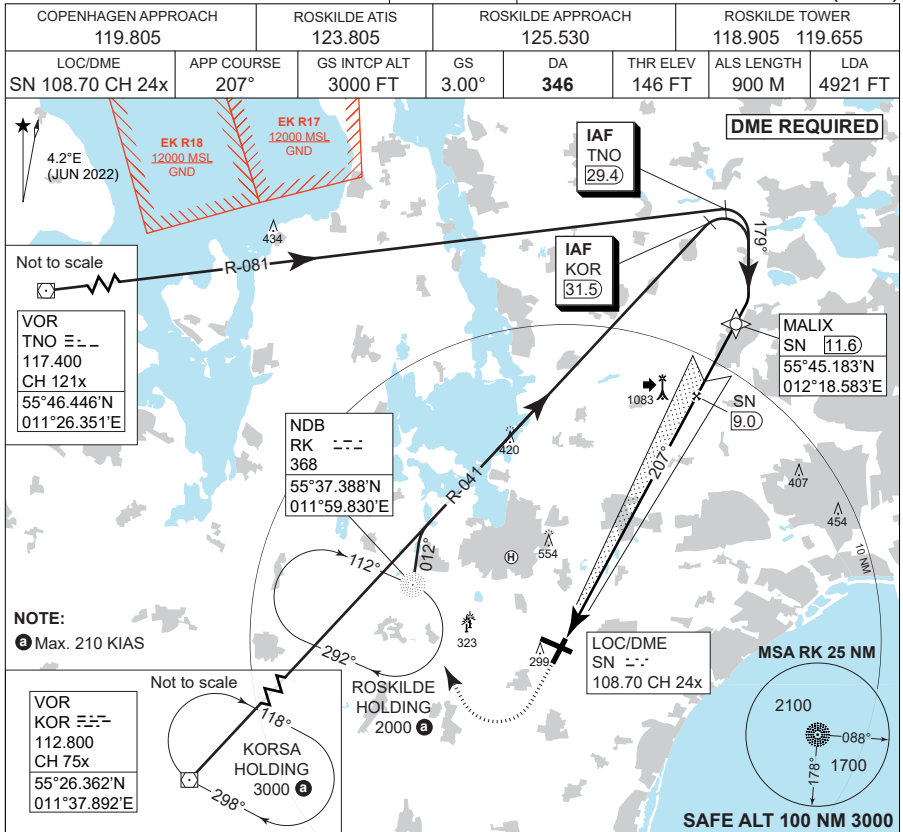 COPENHAGEN APPROACH
119.805
ROSKILDE ATIS
123.805
ROSKILDE APPROACH
125.530
ROSKILDE TOWER
118.905 119.655
LOC/DME
SN 108.70 CH 24x
APP COURSE
207°
GS INTCP ALT
3000 FT
GS
3.00°
DA
346
THR ELEV
146 FT
ALS LENGTH
900 M
LDA
4921 FT
4.2°E
(JUN 2022)
EK R18
12000 MSL
GND
EK R17
12000 MSL
GND
DME REQUIRED
IAF
TNO
29.4
434
179°
Not to scale
R-081
IAF
KOR
31.5
VOR
TNO
117.400
CH 121x
55°46.446'N
011°26.351'E
MALIX
SN 11.6
55°45.183'N
012°18.583'E
1083
SN
9.0
NDB
RK
368
55°37.388'N
011°59.830'E
420
R-041
207°
407
454
554
H
012°
112°
10 NM
NOTE:
a Max. 210 KIAS
323
292°
299
LOC/DME
SN
108.70 CH 24x
ROSKILDE
HOLDING
2000 a
MSA RK 25 NM
2100
088°
178°
1700
SAFE ALT 100 NM 3000
Not to scale
VOR
KOR
112.800
CH 75x
55°26.362'N
011°37.892'E
118°
KORSA
HOLDING
3000 a
298°